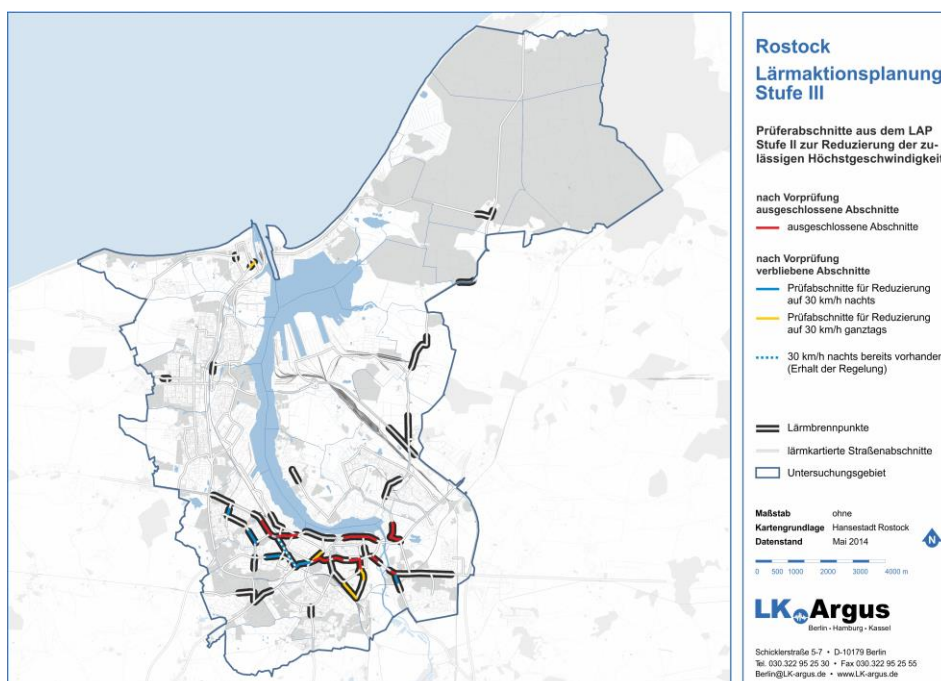 Rostock
Lärmaktionsplanung
Stufe III
Prüferabschnitte aus dem LAP
Stufe II zur Reduzierung der zu-
lässigen Höchstgeschwindigkeit
nach Vorprüfung
ausgeschlossene Abschnitte
ausgeschlossene Abschnitte
nach Vorprüfung
verbliebene Abschnitte
Prüfabschnitte für Reduzierung
auf 30 km/h nachts
Prüfabschnitte für Reduzierung
auf 30 km/h ganztags
30 km/h nachts bereits vorhanden
(Erhalt der Regelung)
Lärmbrennpunkte
lärmkartierte Straßenabschnitte
Untersuchungsgebiet
Maßstab ohne
Kartengrundlage Hansestadt Rostock
Datenstand Mai 2014
N
0 500 1000 2000 3000 4000 m
LK Argus
Berlin • Hamburg • Kassel
Schicklerstraße 5-7 • D-10179 Berlin
Tel. 030.322 95 25 30 • Fax 030.322 95 25 55
Berlin@LK-argus.de • www.LK-argus.de